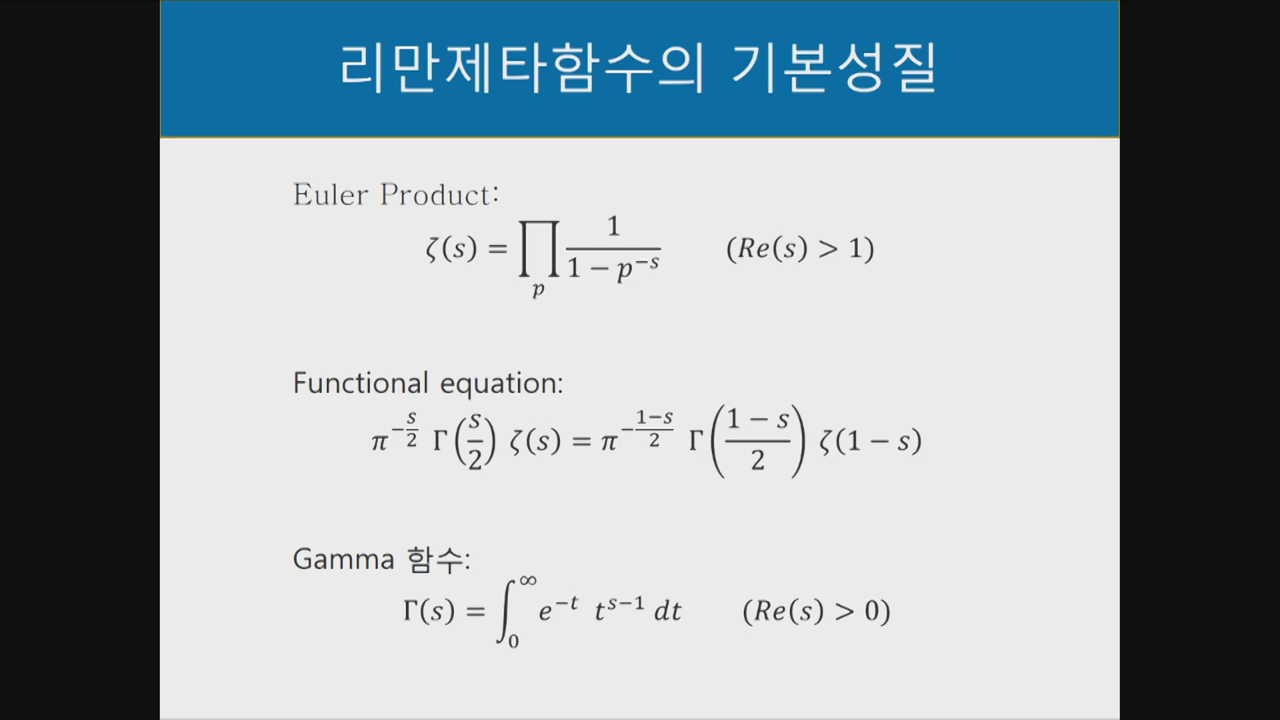 리만제타함수의 기본성질
Euler Product:
ζ(s) = ∏_p 1/(1 − p^{−s}) (Re(s) > 1)
Functional equation:
π^{−s/2} Γ(s/2) ζ(s) = π^{−(1−s)/2} Γ((1 − s)/2) ζ(1 − s)
Gamma 함수:
Γ(s) = ∫_0^∞ e^{−t} t^{s−1} dt (Re(s) > 0)